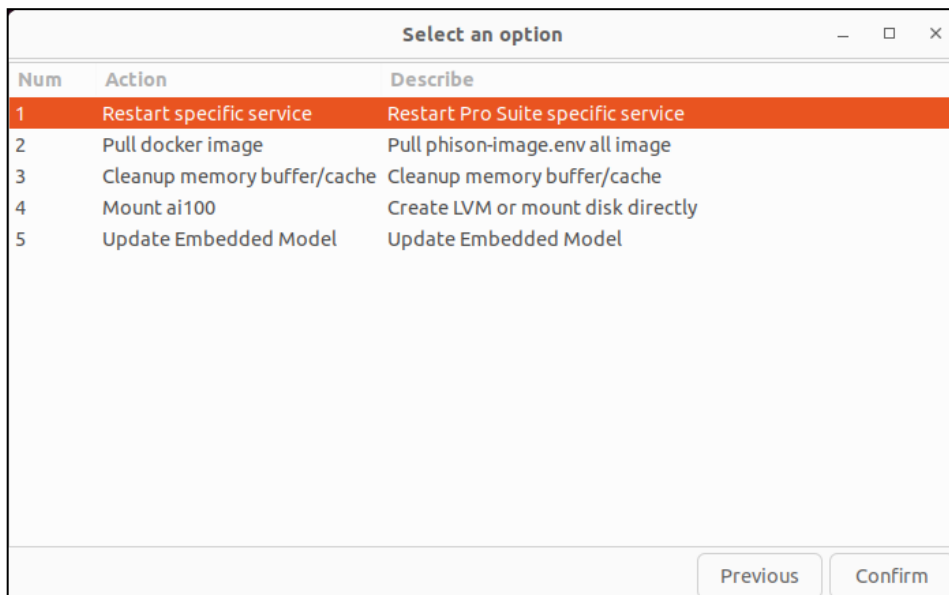 Select an option
Num Action Describe
1 Restart specific service Restart Pro Suite specific service
2 Pull docker image Pull phison-image.env all image
3 Cleanup memory buffer/cache Cleanup memory buffer/cache
4 Mount ai100 Create LVM or mount disk directly
5 Update Embedded Model Update Embedded Model
Previous Confirm